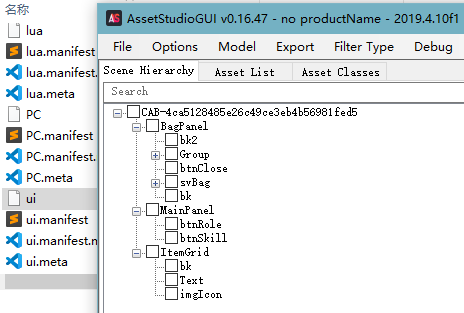 名称
lua
lua.manifest
lua.manifest.
lua.meta
PC
PC.manifest
PC.manifest.
PC.meta
ui
ui.manifest
ui.manifest.m
ui.meta
AS AssetStudioGUI v0.16.47 - no productName - 2019.4.10f1
File Options Model Export Filter Type Debug
Scene Hierarchy Asset List Asset Classes
Search
CAB-4ca5128485e26c49ce3eb4b56981fed5
BagPanel
bk2
Group
btnClose
svBag
bk
MainPanel
btnRole
btnSkill
ItemGrid
bk
Text
imgIcon